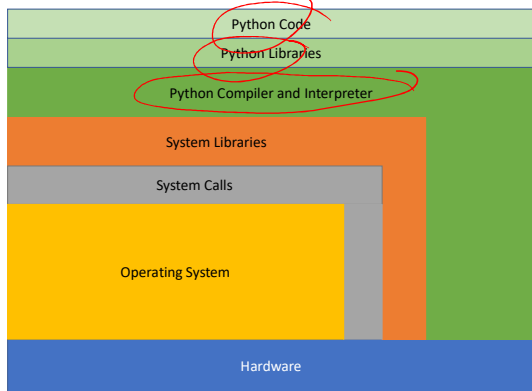 Python Code
Python Libraries
Python Compiler and Interpreter
System Libraries
System Calls
Operating System
Hardware